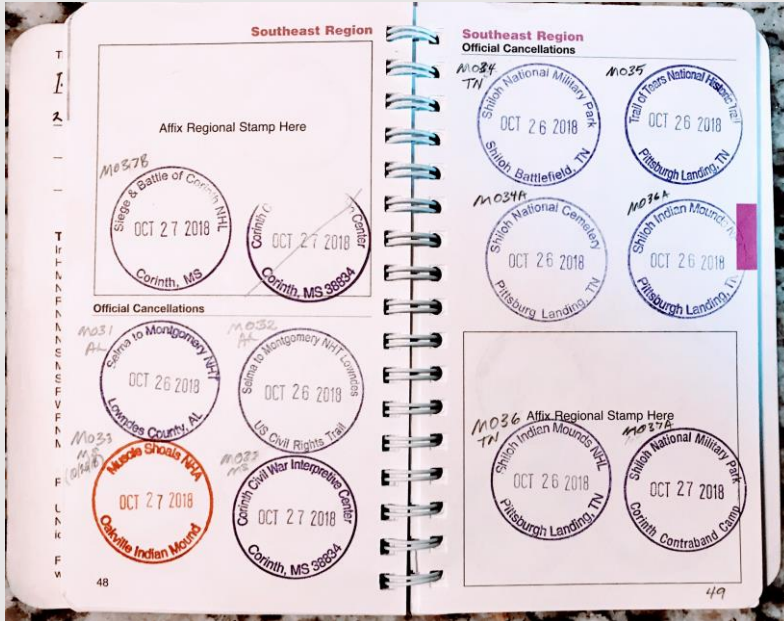 Southeast Region
Affix Regional Stamp Here
M037B
Siege & Battle of Corinth NHL
OCT 27 2018
Corinth, MS
Corinth
Center
OCT 27 2018
Corinth, MS 38834
Official Cancellations
M031
AL
Selma to Montgomery NHT
OCT 26 2018
Lowndes County, AL
M032
AL
Selma to Montgomery NHT Lowndes
OCT 26 2018
US Civil Rights Trail
M033
Muscle Shoals NHA
OCT 27 2018
Oakville Indian Mound
MS
Corinth Civil War Interpretive Center
OCT 27 2018
Corinth, MS 38834
48
Southeast Region
Official Cancellations
M034
TN
Shiloh National Military Park
OCT 26 2018
Shiloh Battlefield, TN
M035
Trail of Tears National Historic Trail
OCT 26 2018
Pittsburgh Landing, TN
M034A
Shiloh National Cemetery
OCT 26 2018
Pittsburg Landing, TN
M036A
Shiloh Indian Mounds
OCT 26 2018
Pittsburgh Landing, TN
Affix Regional Stamp Here
M036
TN
Shiloh Indian Mounds NHL
OCT 26 2018
Pittsburgh Landing, TN
M037A
Shiloh National Military Park
OCT 27 2018
Corinth Contraband Camp
49